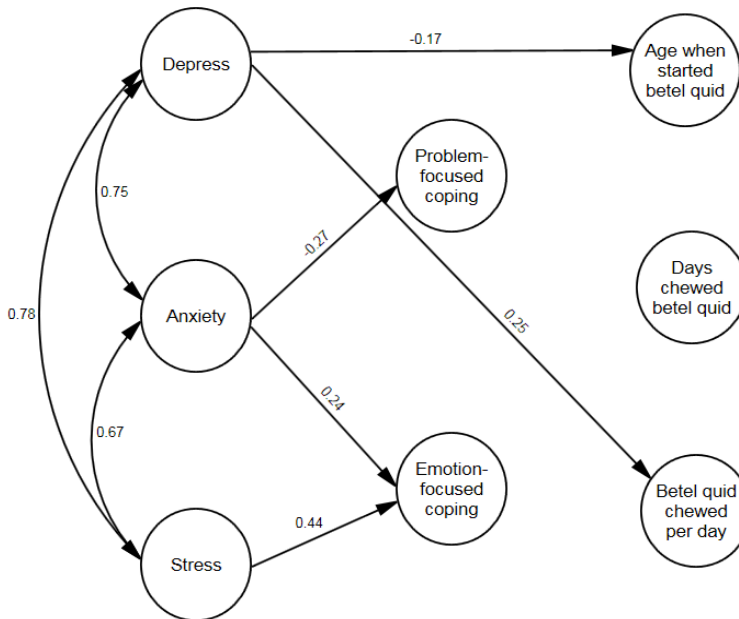 -0.17
Depress
Age when
started
betel quid
Problem-
focused
coping
0.75
-0.27
Days
chewed
betel quid
0.78
Anxiety
0.25
0.24
0.67
Emotion-
focused
coping
Betel quid
chewed
per day
0.44
Stress